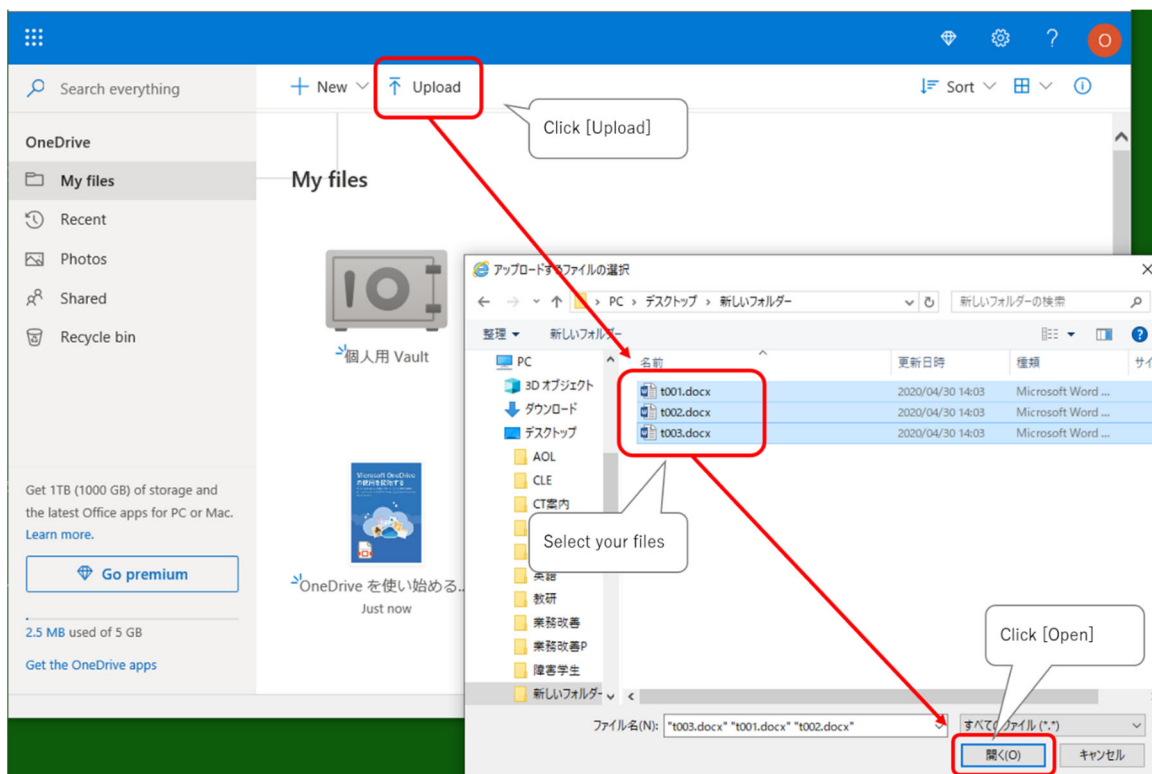 ?
O
Search everything
New
Upload
Sort
Click [Upload]
OneDrive
My files
Recent
Photos
Shared
Recycle bin
My files
個人用 Vault
Microsoft OneDrive
の使用を開始する
OneDrive を使い始める...
Just now
Get 1TB (1000 GB) of storage and
the latest Office apps for PC or Mac.
Learn more.
Go premium
2.5 MB used of 5 GB
Get the OneDrive apps
アップロードするファイルの選択
PC › デスクトップ › 新しいフォルダー
新しいフォルダーの検索
整理
新しいフォルダー
PC
3D オブジェクト
ダウンロード
デスクトップ
AOL
CLE
CT案内
英語
教研
業務改善
業務改善P
障害学生
新しいフォルダー
名前 更新日時 種類 サイ
t001.docx 2020/04/30 14:03 Microsoft Word ...
t002.docx 2020/04/30 14:03 Microsoft Word ...
t003.docx 2020/04/30 14:03 Microsoft Word ...
Select your files
Click [Open]
ファイル名(N): "t003.docx" "t001.docx" "t002.docx"
すべてのファイル (*.*)
開く(O)
キャンセル